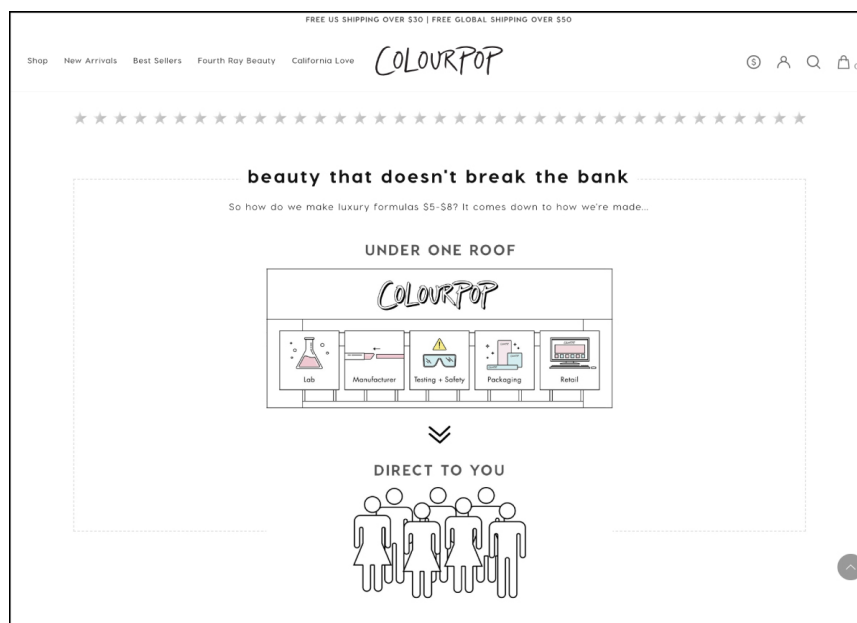 FREE US SHIPPING OVER $30 | FREE GLOBAL SHIPPING OVER $50
Shop New Arrivals Best Sellers Fourth Ray Beauty California Love COLOURPOP
beauty that doesn't break the bank
So how do we make luxury formulas $5-$8? It comes down to how we're made...
UNDER ONE ROOF
COLOURPOP
Lab Manufacturer Testing + Safety Packaging Retail
DIRECT TO YOU